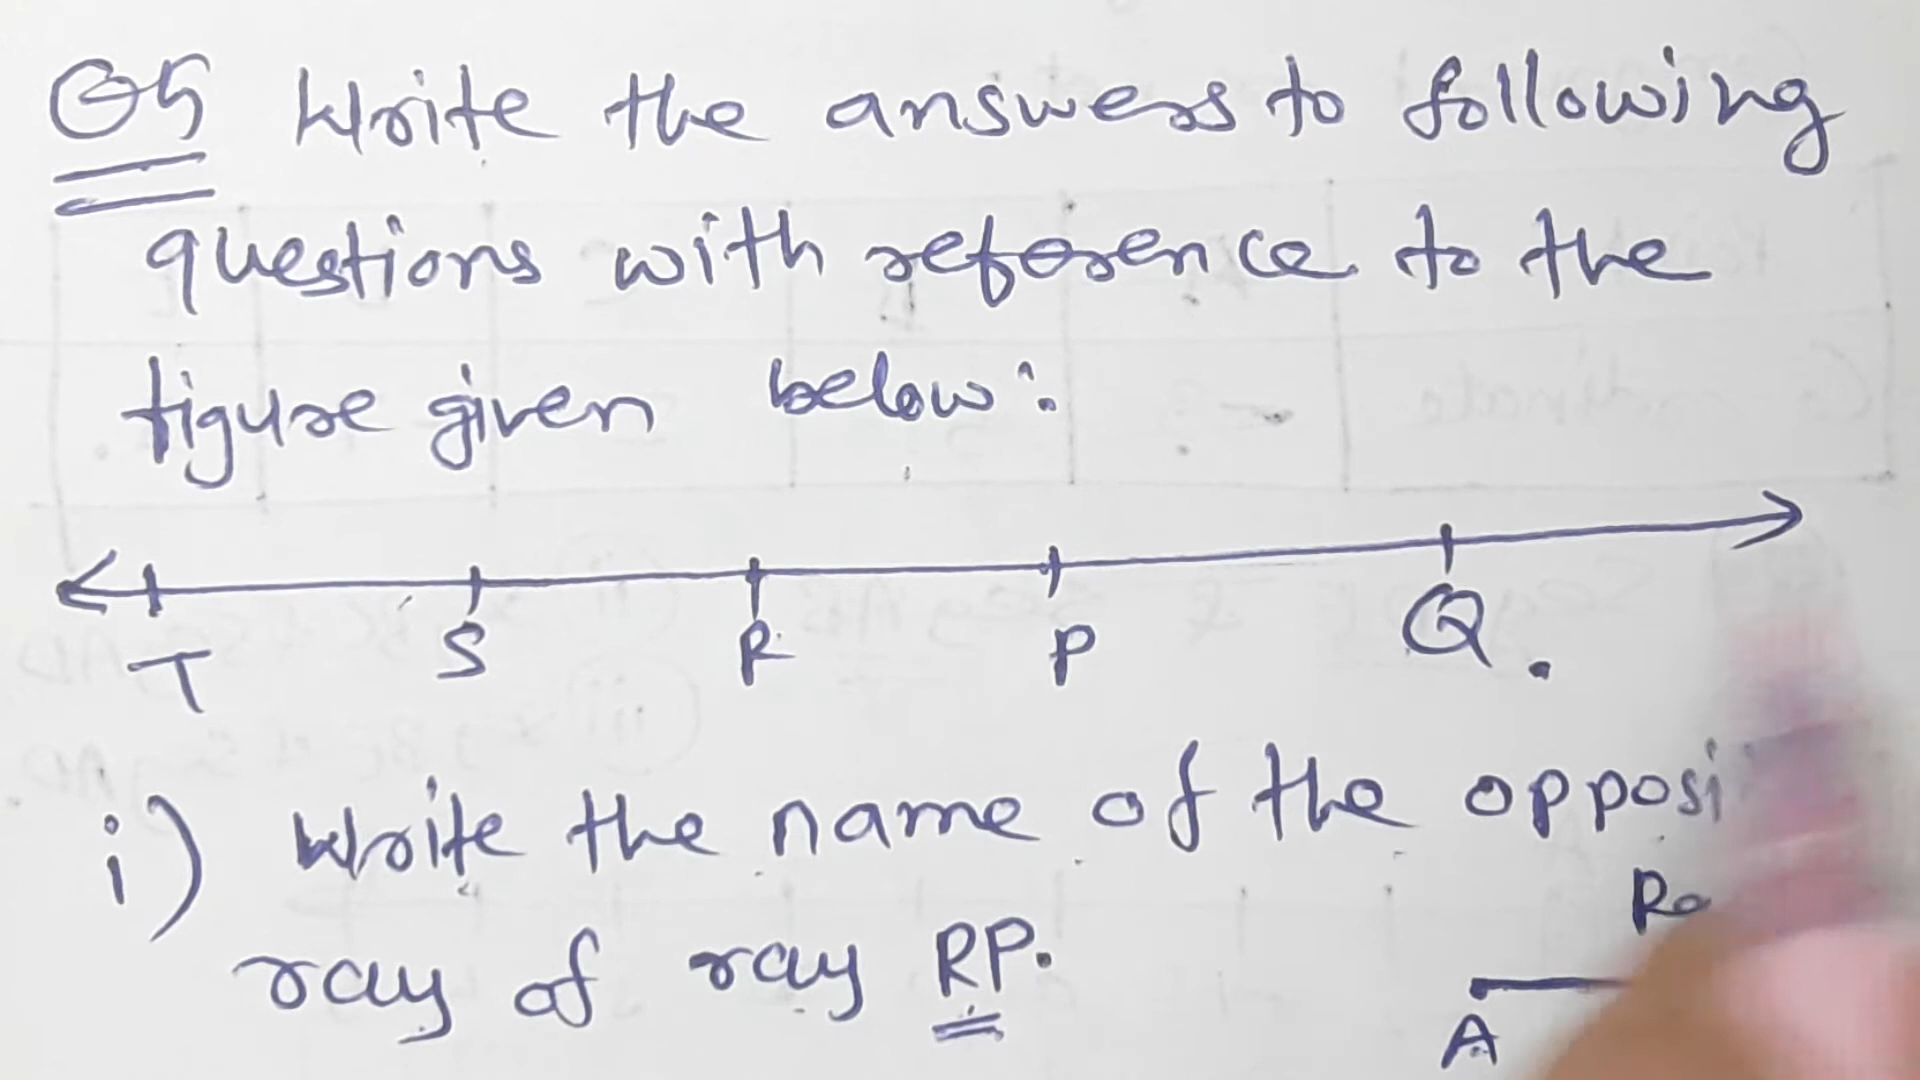 Q5 Write the answers to following
questions with reference to the
figure given below:
T S R P Q.
i) Write the name of the
ray of ray RP.
A